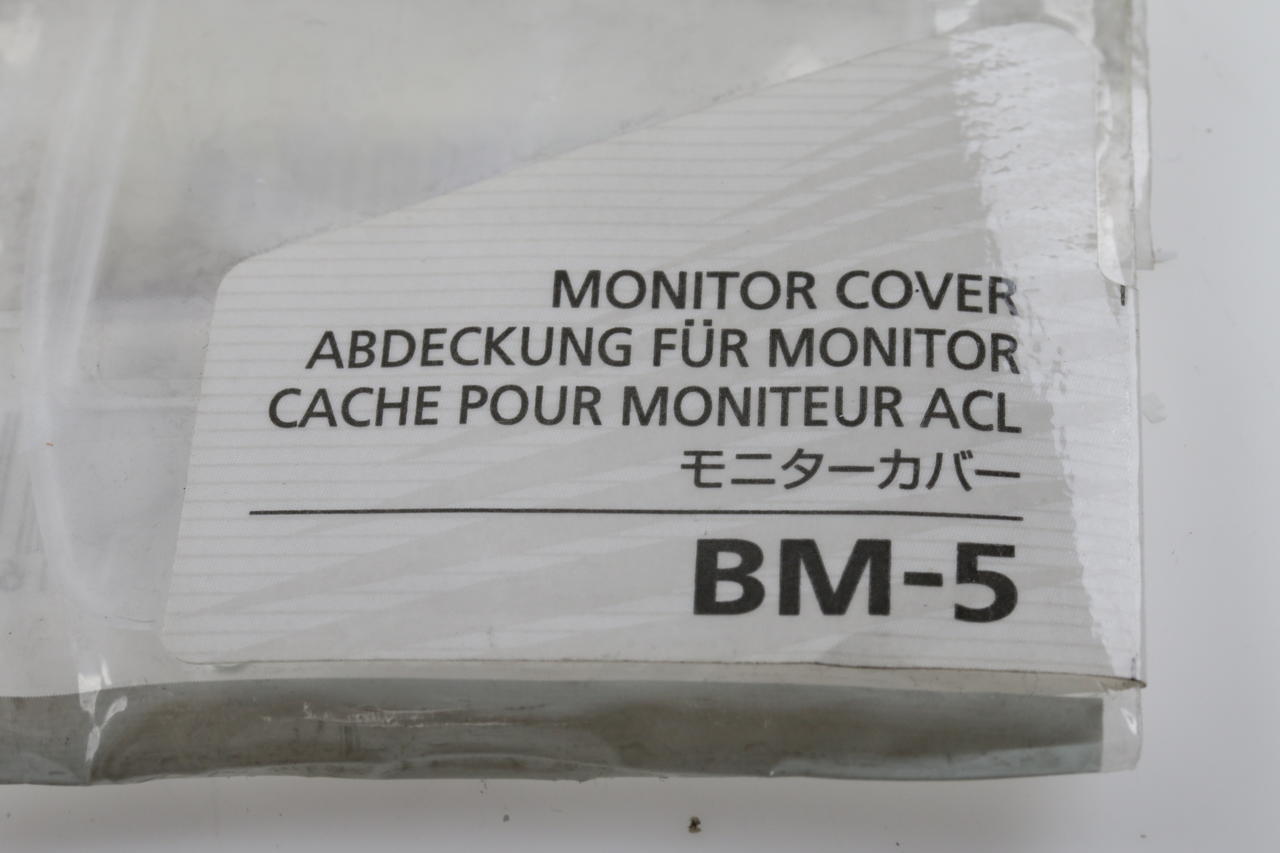 MONITOR COVER
ABDECKUNG FÜR MONITOR
CACHE POUR MONITEUR ACL
モニターカバー
BM-5